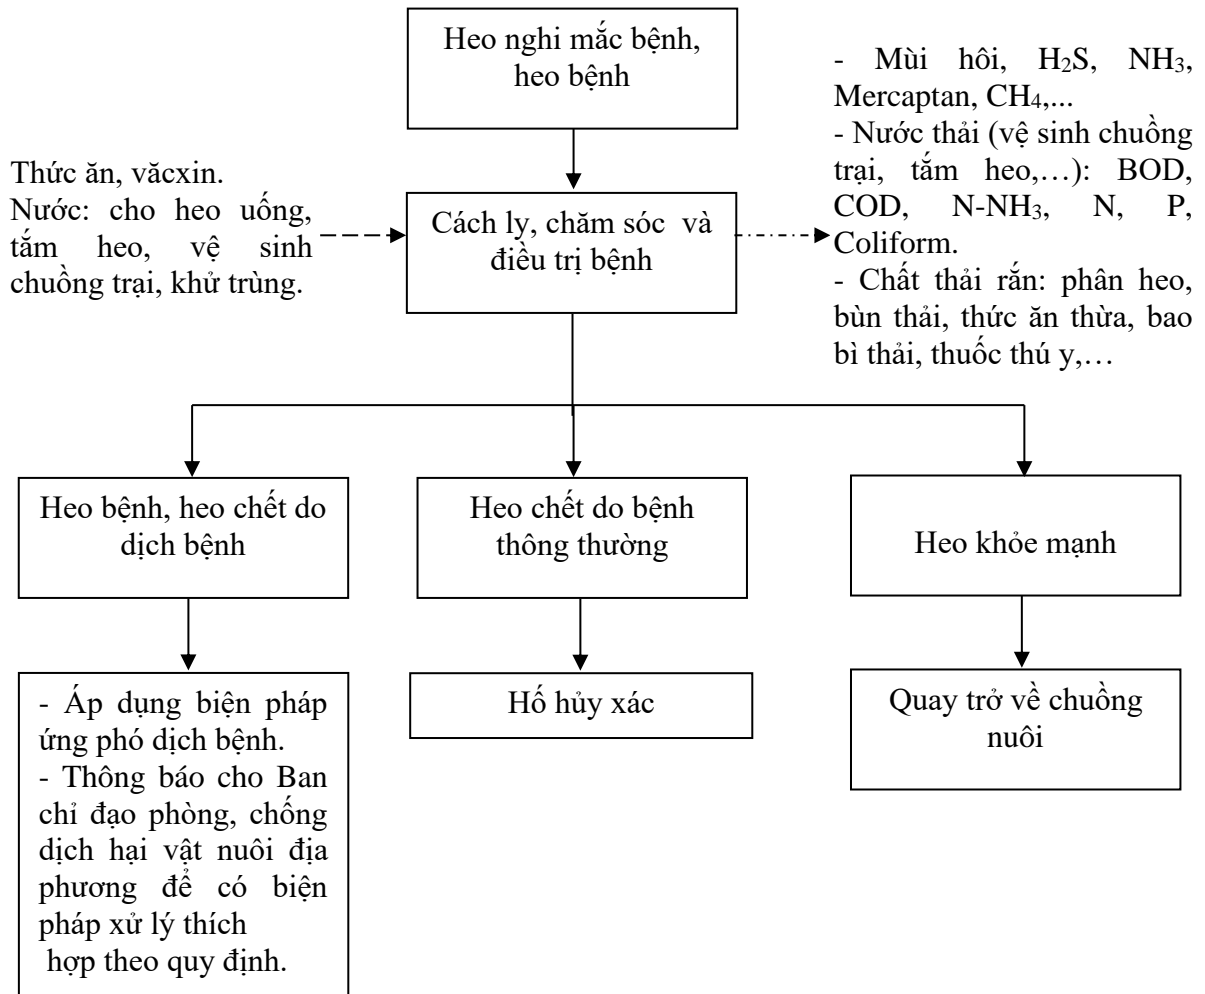 Heo nghi mắc bệnh,
heo bệnh
- Mùi hôi, H₂S, NH₃,
Mercaptan, CH₄,...
- Nước thải (vệ sinh chuồng
trại, tắm heo,…): BOD,
COD, N-NH₃, N, P,
Coliform.
- Chất thải rắn: phân heo,
bùn thải, thức ăn thừa, bao
bì thải, thuốc thú y,…
Thức ăn, văcxin.
Nước: cho heo uống,
tắm heo, vệ sinh
chuồng trại, khử trùng.
Cách ly, chăm sóc và
điều trị bệnh
Heo bệnh, heo chết do
dịch bệnh
Heo chết do bệnh
thông thường
Heo khỏe mạnh
- Áp dụng biện pháp
ứng phó dịch bệnh.
- Thông báo cho Ban
chỉ đạo phòng, chống
dịch hại vật nuôi địa
phương để có biện
pháp xử lý thích
hợp theo quy định.
Hố hủy xác
Quay trở về chuồng
nuôi